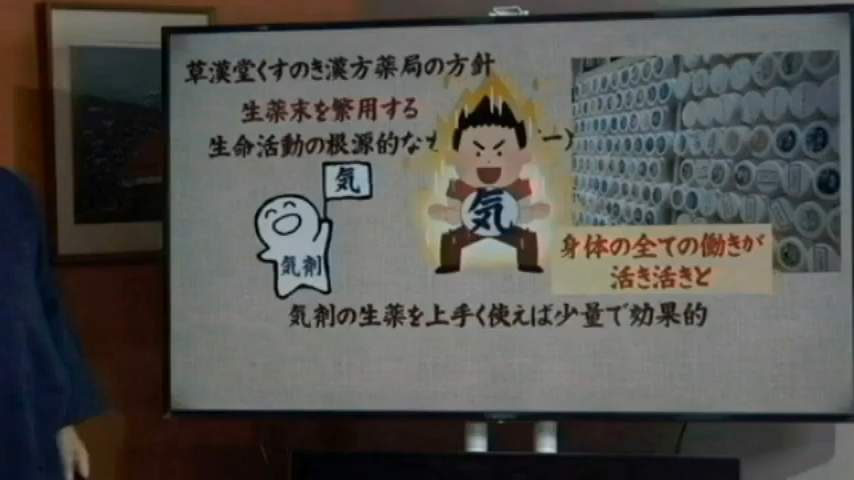 草漢堂くすのき漢方薬局の方針
生薬末を繁用する
生命活動の根源的な
ー)
気
気
気剤
身体の全ての働きが
活き活きと
気剤の生薬を上手く使えば少量で効果的